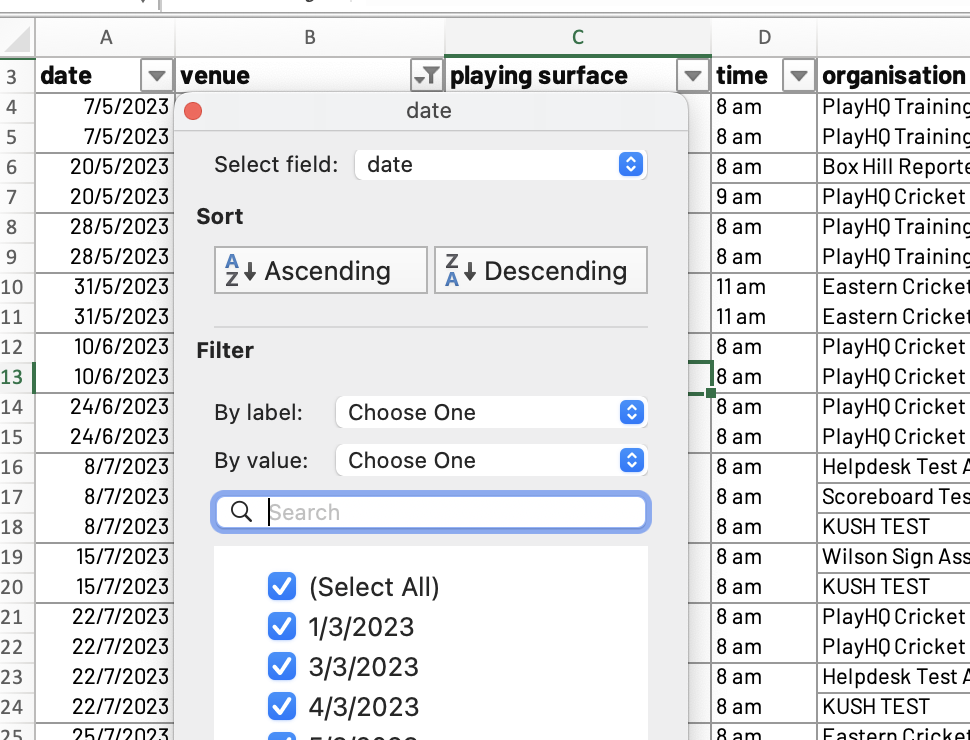 A B C D
3 date venue playing surface time organisation
date
4 7/5/2023 8 am PlayHQ Training
5 7/5/2023 8 am PlayHQ Training
Select field: date
6 20/5/2023 8 am Box Hill Reporte
7 20/5/2023 9 am PlayHQ Cricket
Sort
8 28/5/2023 8 am PlayHQ Training
9 28/5/2023 8 am PlayHQ Training
A Z Ascending Z A Descending
10 31/5/2023 11 am Eastern Cricket
11 31/5/2023 11 am Eastern Cricket
Filter
12 10/6/2023 8 am PlayHQ Cricket
13 10/6/2023 8 am PlayHQ Cricket
By label: Choose One
14 24/6/2023 8 am PlayHQ Cricket
15 24/6/2023 8 am PlayHQ Cricket
By value: Choose One
16 8/7/2023 8 am Helpdesk Test A
17 8/7/2023 8 am Scoreboard Tes
Search
18 8/7/2023 8 am KUSH TEST
19 15/7/2023 8 am Wilson Sign Ass
20 15/7/2023 8 am KUSH TEST
(Select All)
21 22/7/2023 8 am PlayHQ Cricket
1/3/2023
22 22/7/2023 8 am PlayHQ Cricket
3/3/2023
23 22/7/2023 8 am Helpdesk Test A
24 22/7/2023 8 am KUSH TEST
4/3/2023
25 25/7/2023 8 am Eastern Cricket